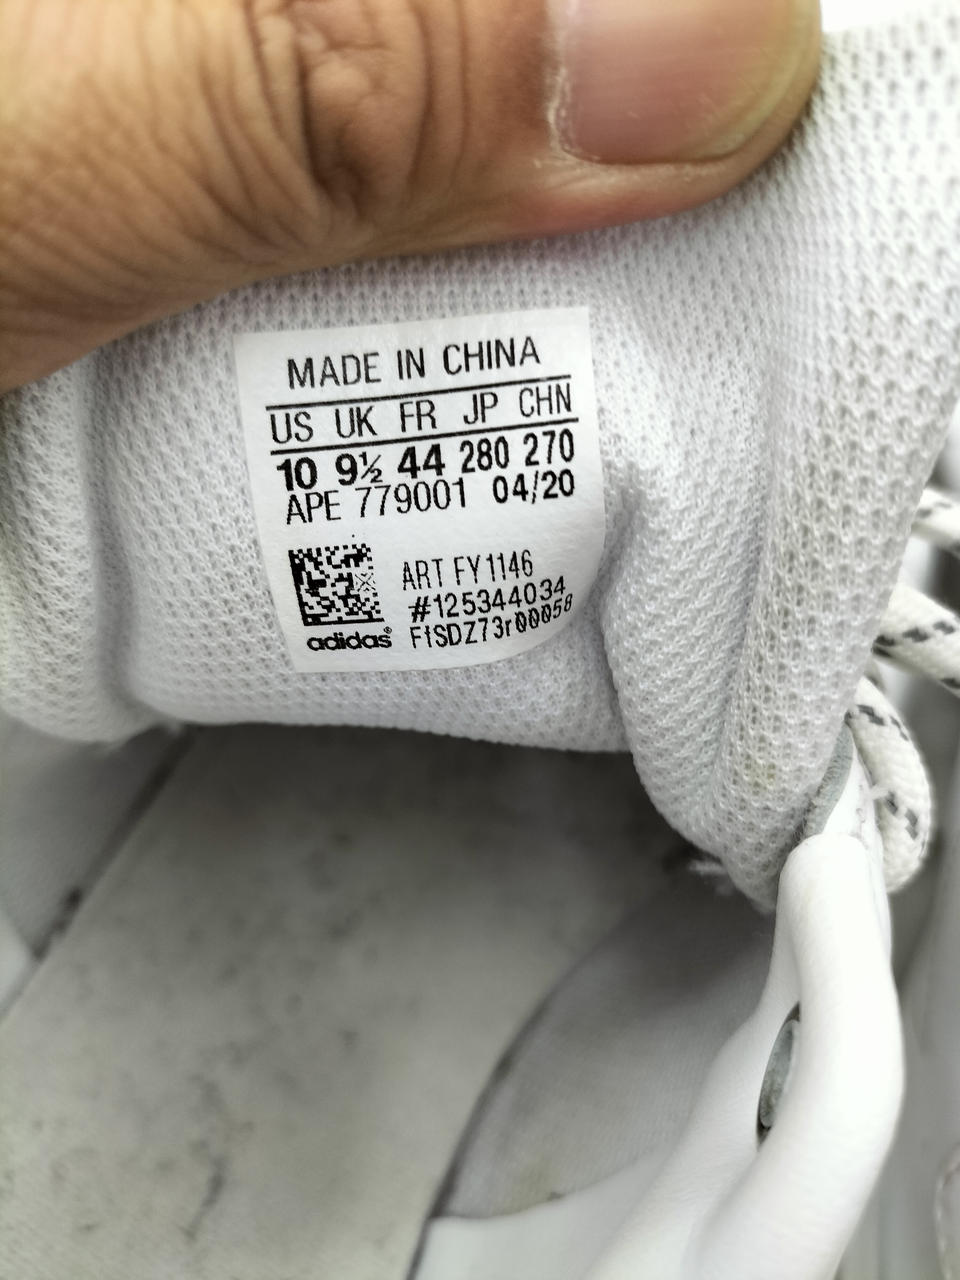 MADE IN CHINA
US UK FR JP CHN
10 9½ 44 280 270
APE 779001 04/20
ART FY1146
#125344034
FtSDZ73r00058
adidas®